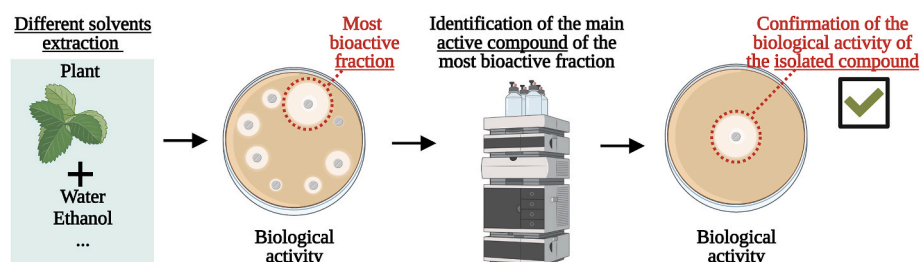 Different solvents
extraction
Plant
Water
Ethanol
...
Most
bioactive
fraction
Biological
activity
Identification of the main
active compound of the
most bioactive fraction
Confirmation of the
biological activity of
the isolated compound
Biological
activity